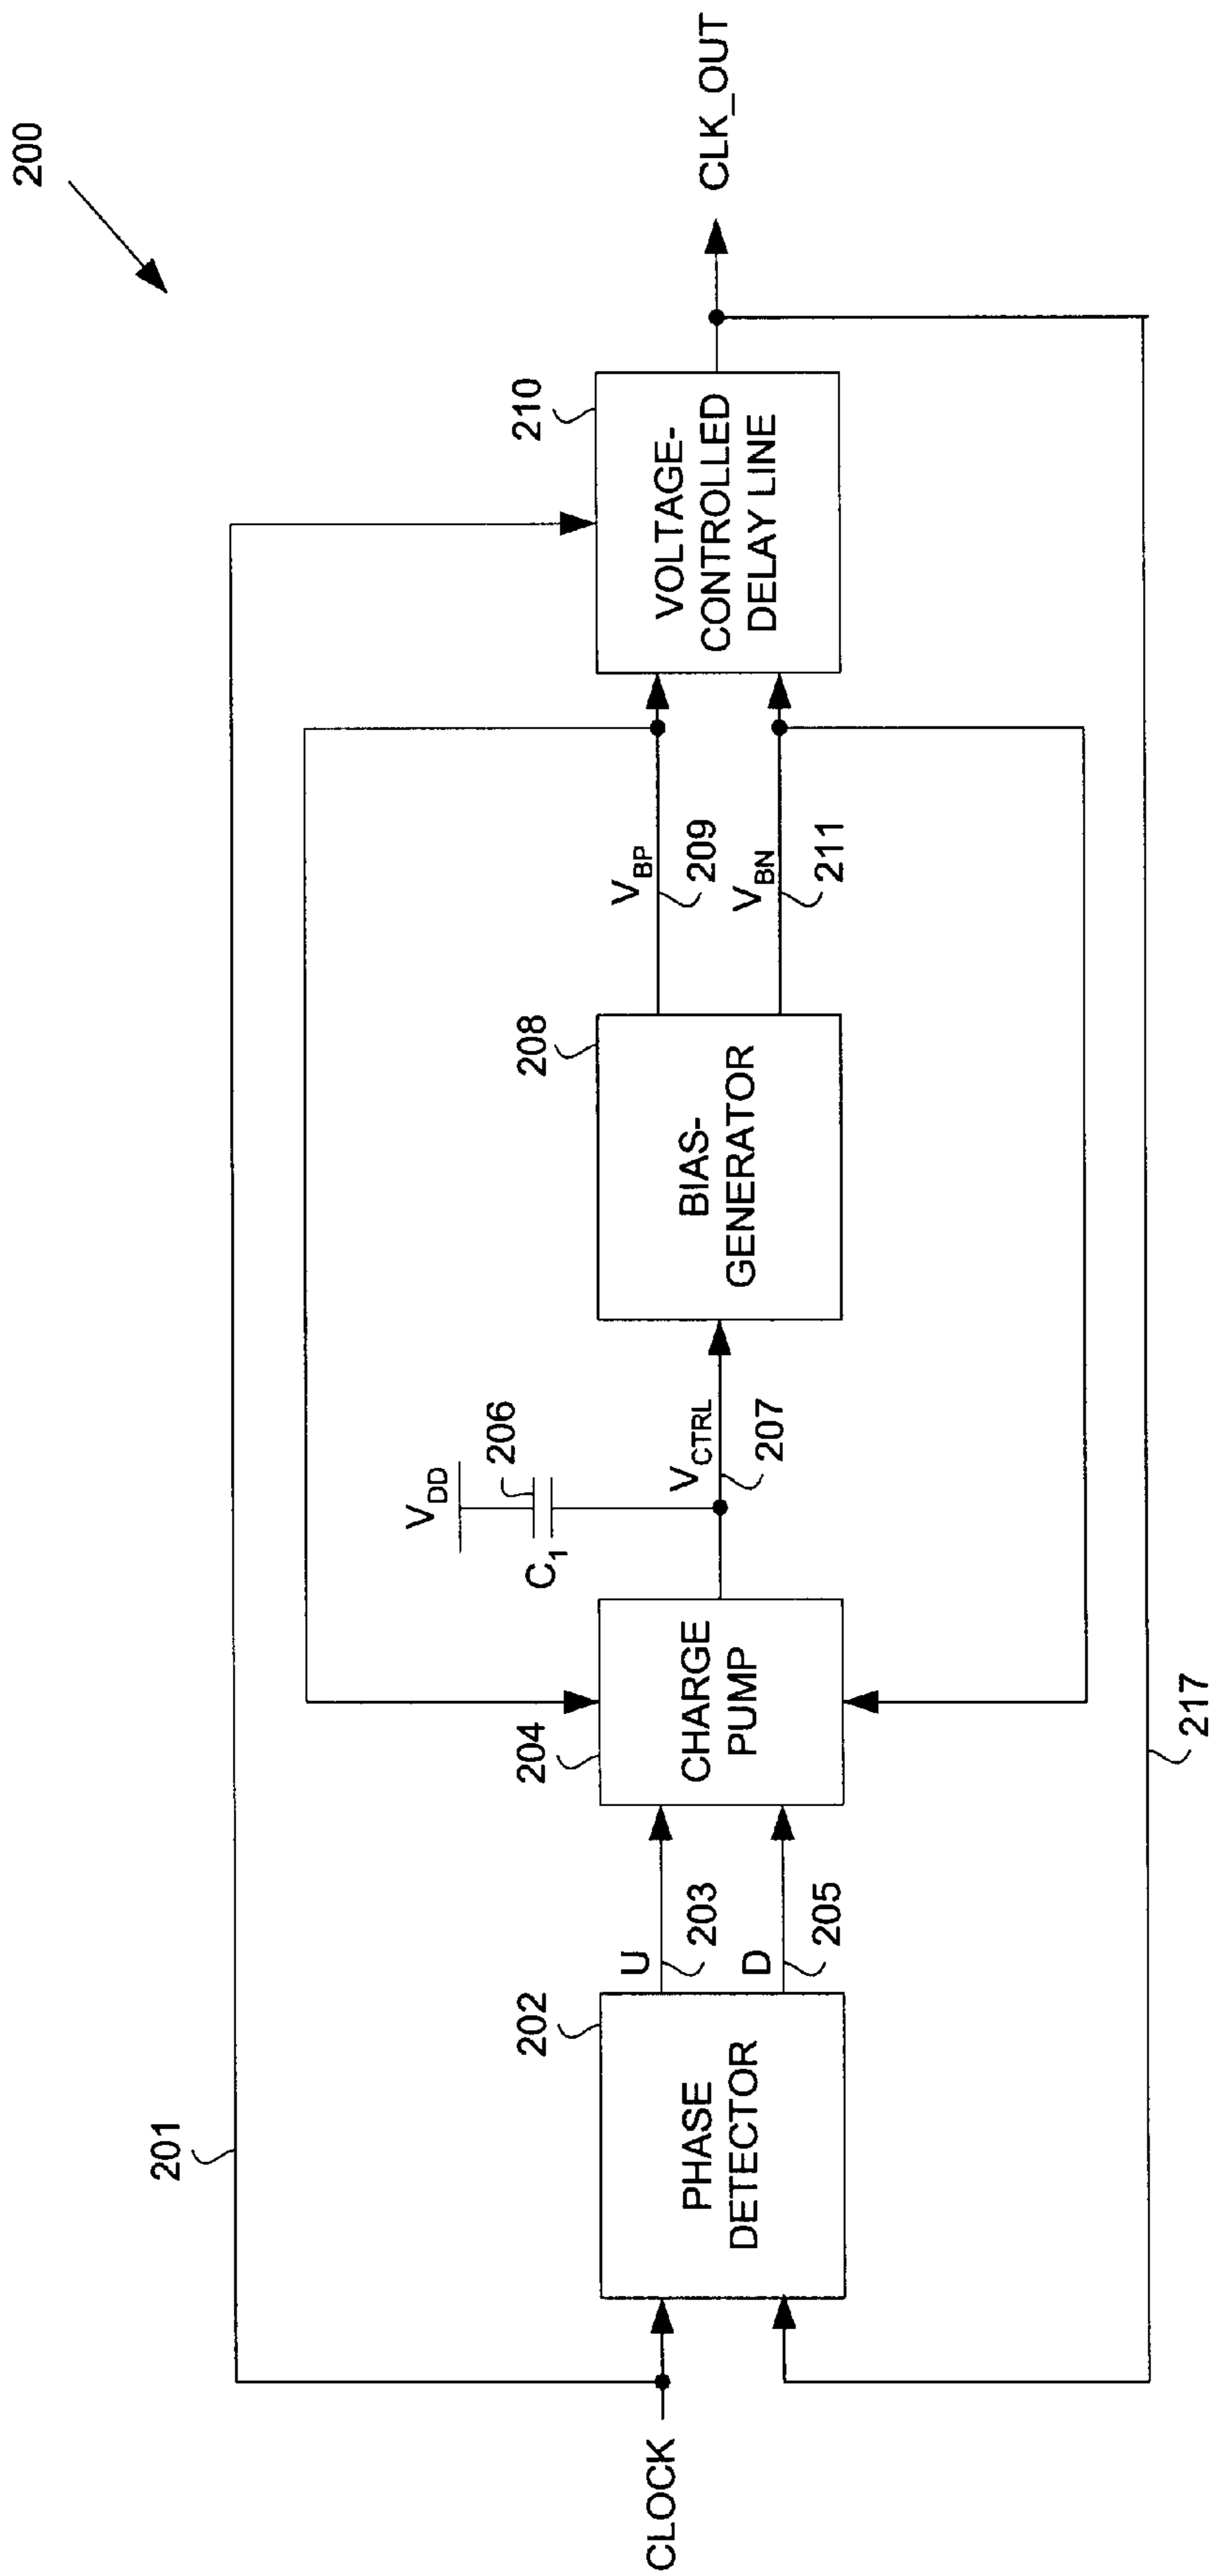 200
201
CLOCK
202
PHASE
DETECTOR
U
203
D
205
204
CHARGE
PUMP
V_DD
206
C_1
V_CTRL
207
208
BIAS-
GENERATOR
V_BP
209
V_BN
211
210
VOLTAGE-
CONTROLLED
DELAY LINE
CLK_OUT
217